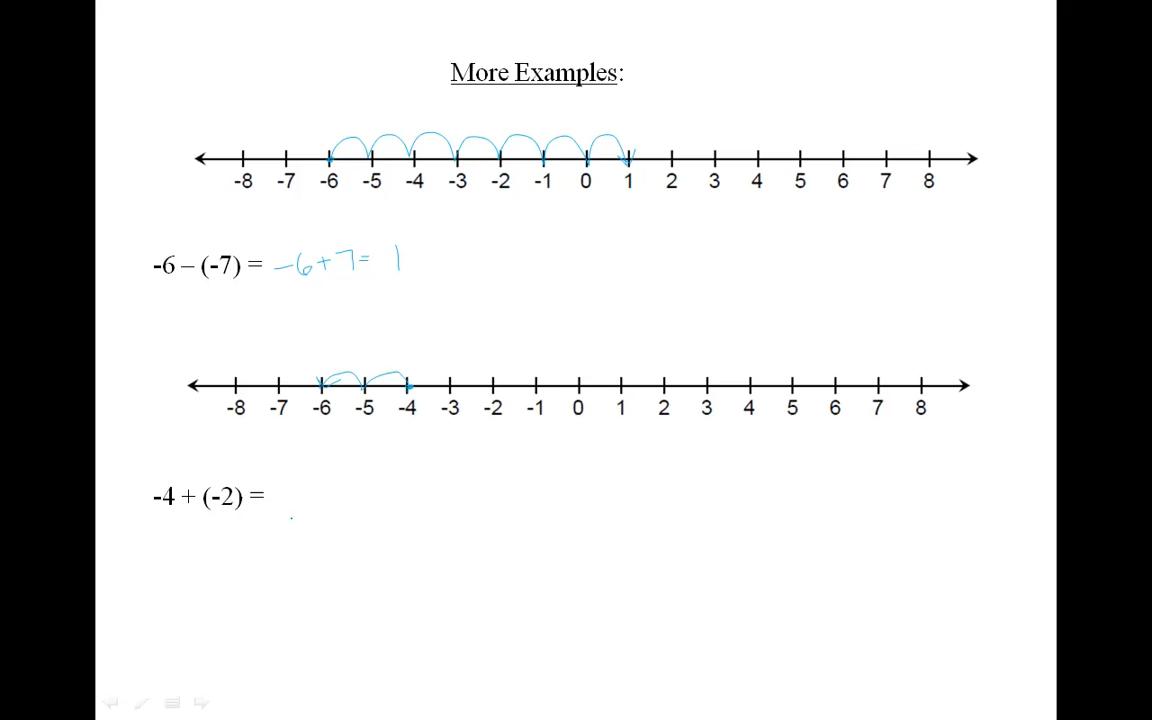 More Examples:
-8 -7 -6 -5 -4 -3 -2 -1 0 1 2 3 4 5 6 7 8
-6 – (-7) = -6+7= 1
-8 -7 -6 -5 -4 -3 -2 -1 0 1 2 3 4 5 6 7 8
-4 + (-2) =